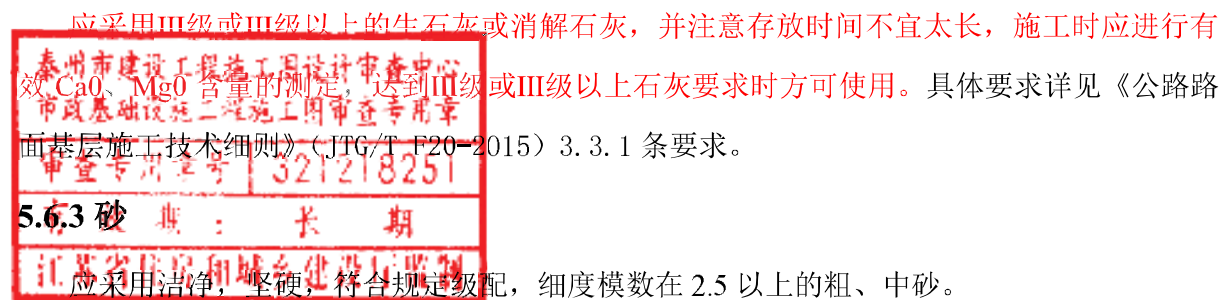 应采用III级或III级以上的生石灰或消解石灰，并注意存放时间不宜太长，施工时应进行有
效 Ca0、Mg0 含量的测定，达到III级或III级以上石灰要求时方可使用。具体要求详见《公路路
面基层施工技术细则》（JTG/T F20-2015）3.3.1 条要求。
5.6.3 砂
应采用洁净，坚硬，符合规定级配，细度模数在 2.5 以上的粗、中砂。
泰州市建设工程施工图设计审查中心
市政基础设施工程施工图审查专用章
审查专用章号 321218251
有效期：长期
江苏省住房和城乡建设厅监制